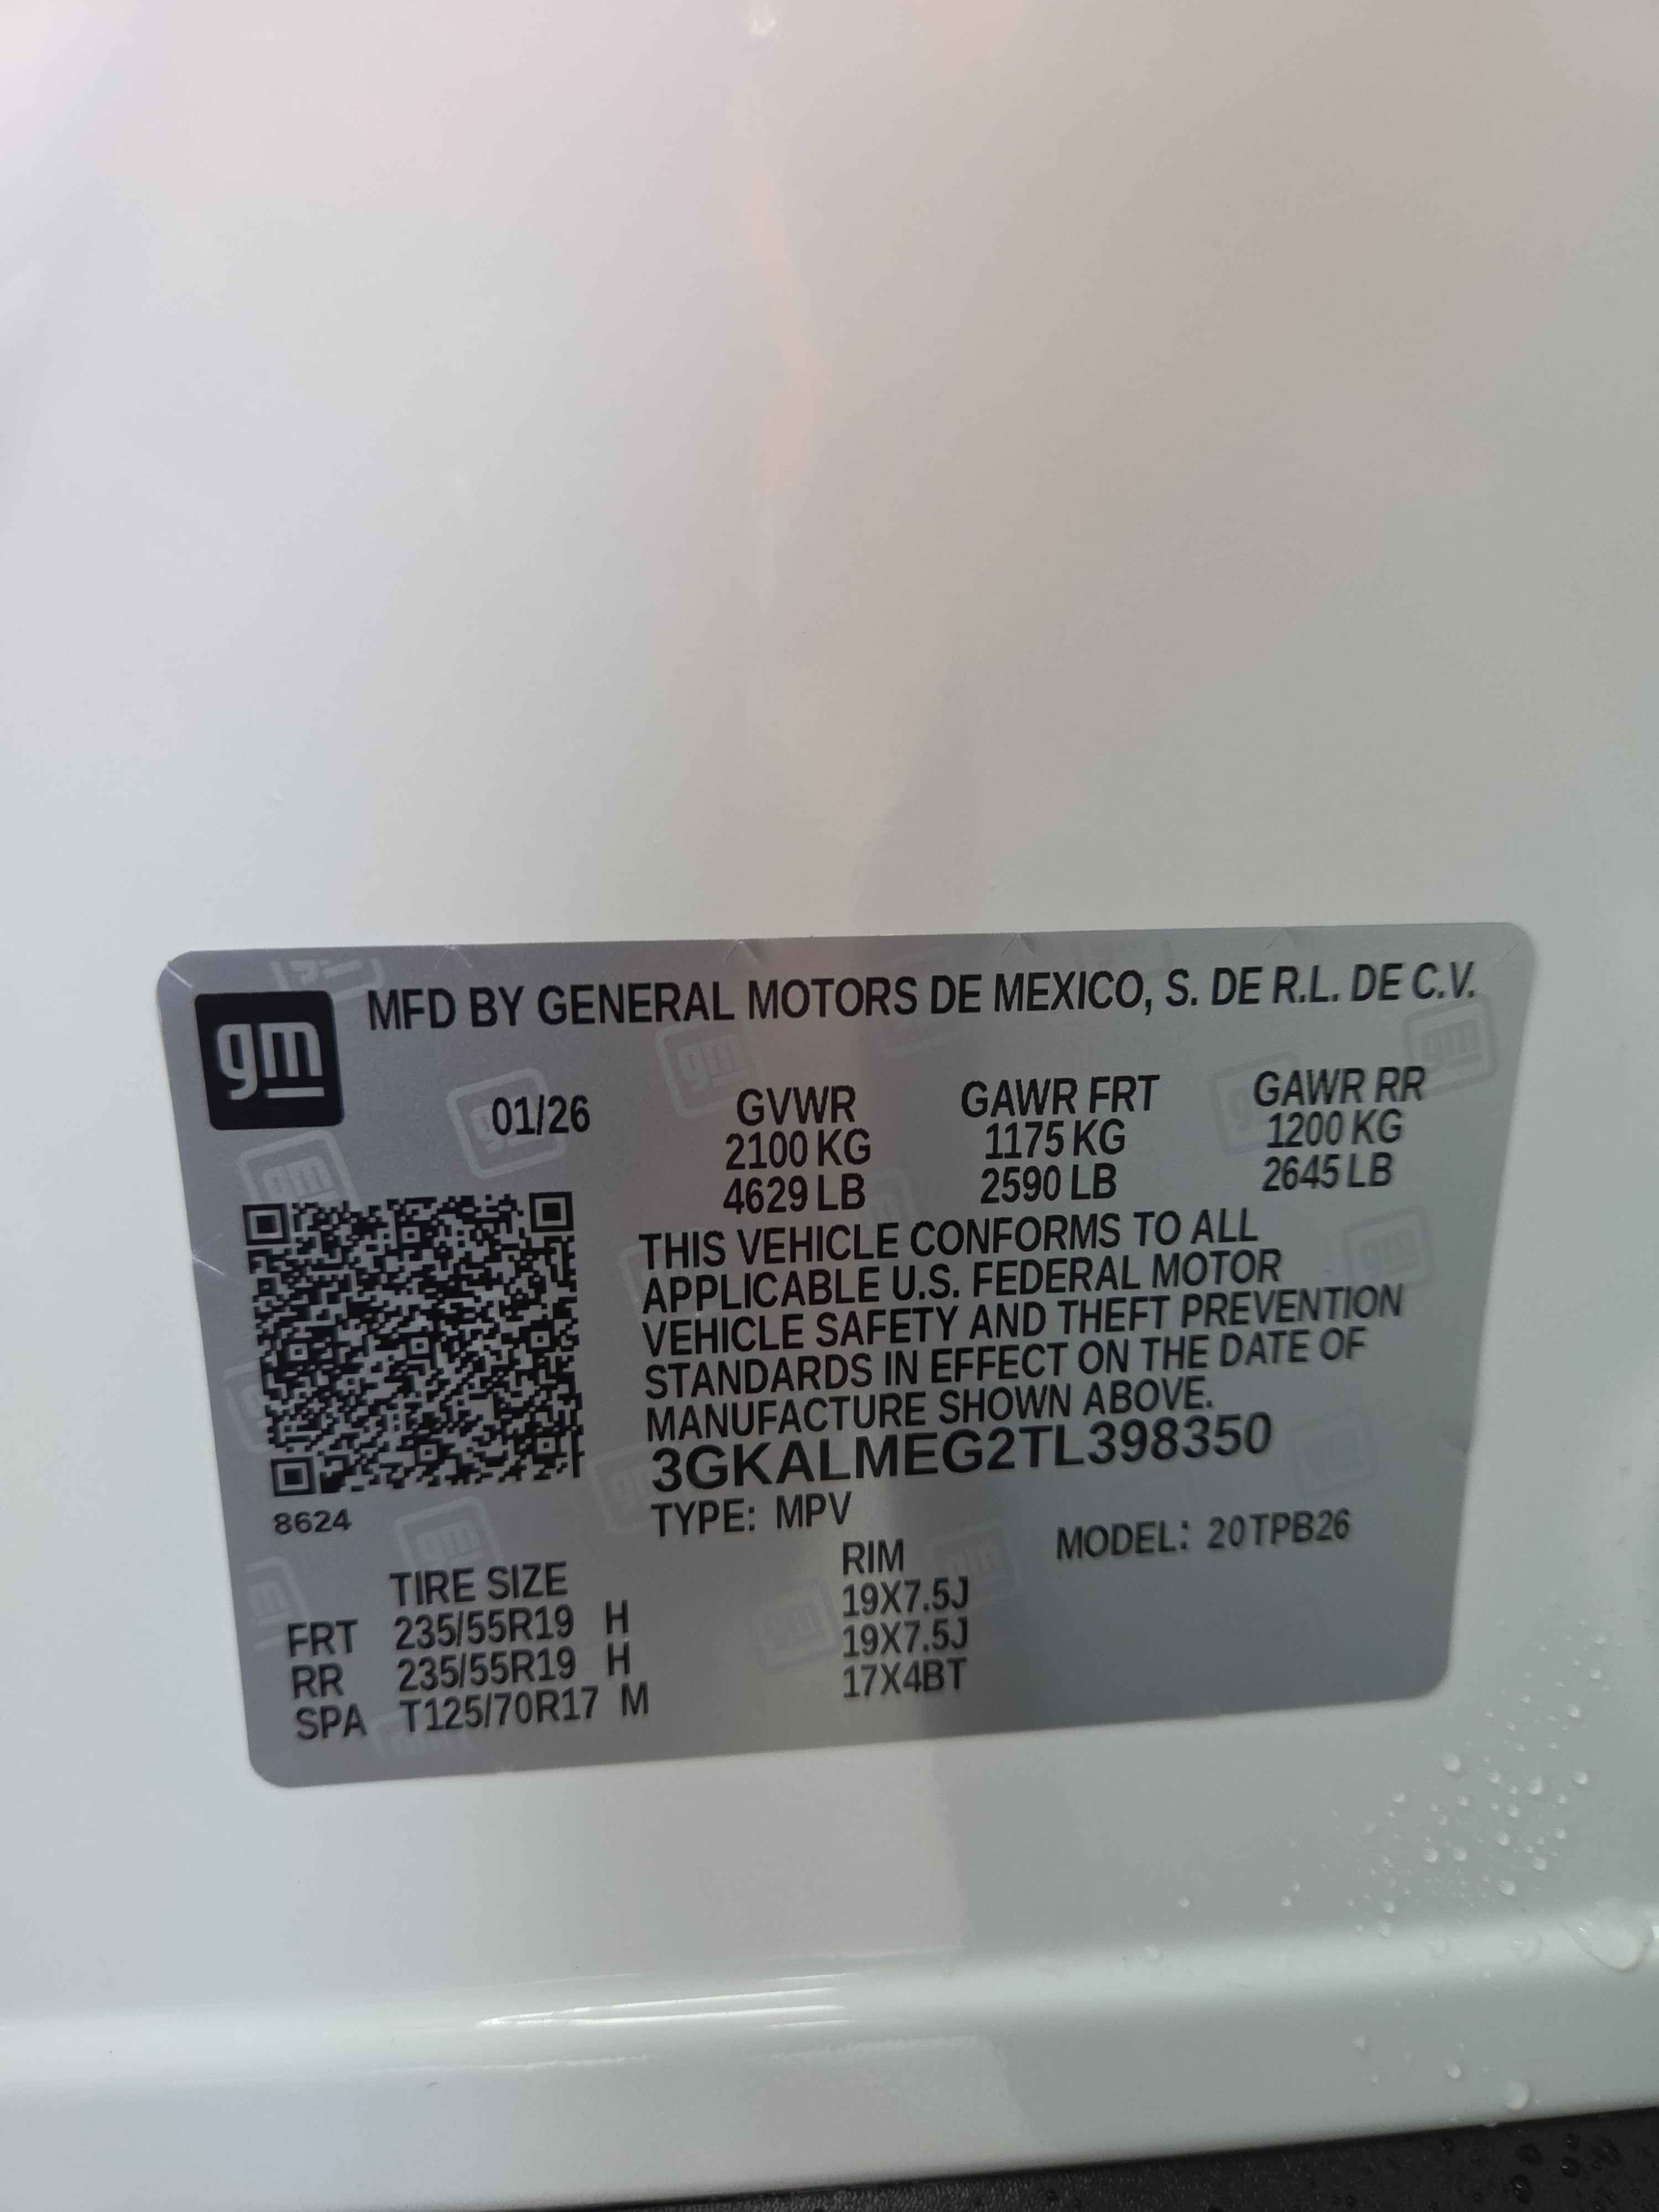 gm
MFD BY GENERAL MOTORS DE MEXICO, S. DE R.L. DE C.V.
01/26 GVWR GAWR FRT GAWR RR
2100 KG 1175 KG 1200 KG
4629 LB 2590 LB 2645 LB
THIS VEHICLE CONFORMS TO ALL
APPLICABLE U.S. FEDERAL MOTOR
VEHICLE SAFETY AND THEFT PREVENTION
STANDARDS IN EFFECT ON THE DATE OF
MANUFACTURE SHOWN ABOVE.
3GKALMEG2TL398350
8624
TYPE: MPV MODEL: 20TPB26
TIRE SIZE RIM
FRT 235/55R19 H 19X7.5J
RR 235/55R19 H 19X7.5J
SPA T125/70R17 M 17X4BT